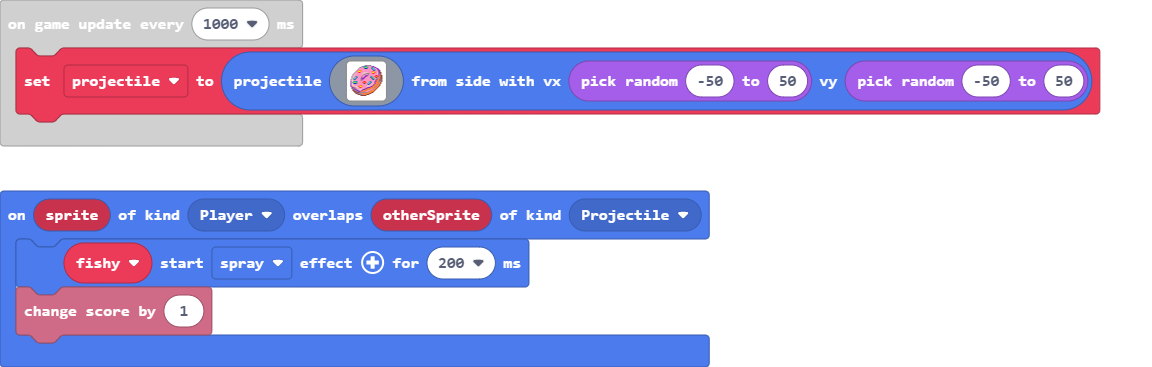 on game update every 1000 ms
set projectile to projectile from side with vx pick random -50 to 50 vy pick random -50 to 50
on sprite of kind Player overlaps otherSprite of kind Projectile
fishy start spray effect for 200 ms
change score by 1